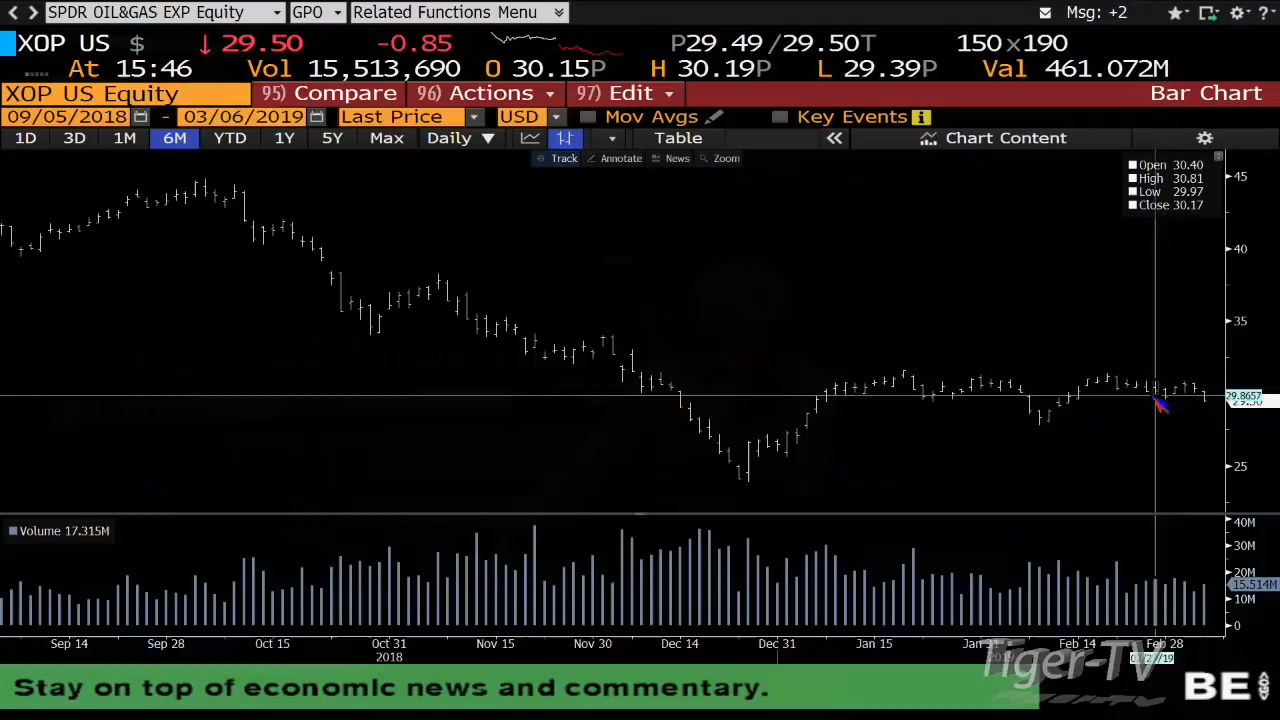 SPDR OIL&GAS EXP Equity GPO Related Functions Menu Msg: +2
XOP US $ 29.50 -0.85 P29.49/29.50T 150x190
At 15:46 Vol 15,513,690 O 30.15P H 30.19P L 29.39P Val 461.072M
XOP US Equity 95) Compare 96) Actions 97) Edit Bar Chart
09/05/2018 - 03/06/2019 Last Price USD Mov Avgs Key Events
1D 3D 1M 6M YTD 1Y 5Y Max Daily Table Chart Content
Track Annotate News Zoom
Open 30.40
High 30.81
Low 29.97
Close 30.17
45
40
35
29.8657
25
Volume 17.315M
40M
30M
20M
15.514M
10M
0
Sep 14 Sep 28 Oct 15 Oct 31 Nov 15 Nov 30 Dec 14 Dec 31 Jan 15 Feb 14 Feb 28
2018
Tiger-TV
Stay on top of economic news and commentary.
BE